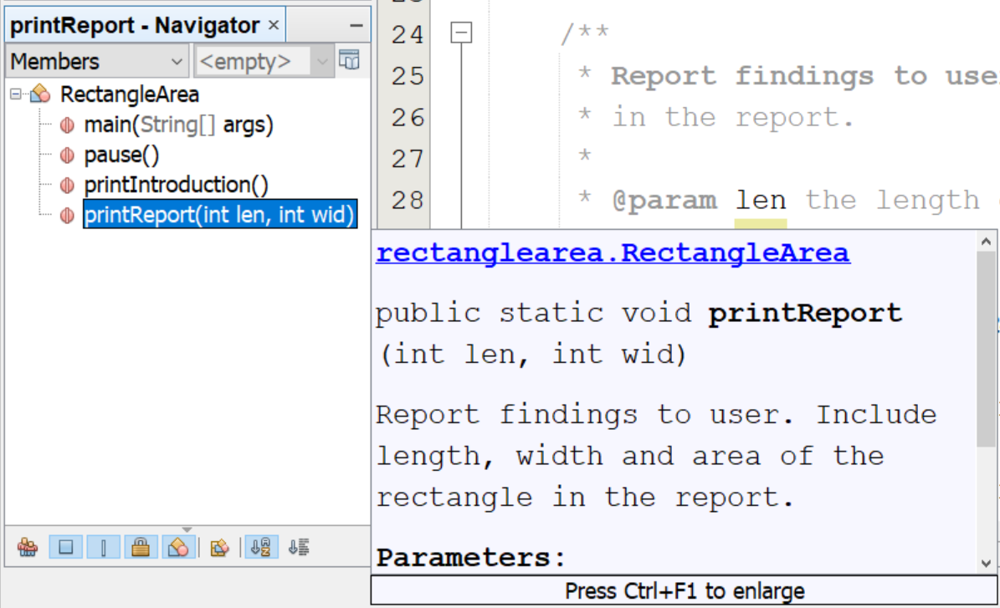 printReport - Navigator ×
Members
<empty>
RectangleArea
main(String[] args)
pause()
printIntroduction()
printReport(int len, int wid)
24 /**
25 * Report findings to use
26 * in the report.
27 *
28 * @param len the length
rectanglearea.RectangleArea
public static void printReport
(int len, int wid)
Report findings to user. Include
length, width and area of the
rectangle in the report.
Parameters:
Press Ctrl+F1 to enlarge